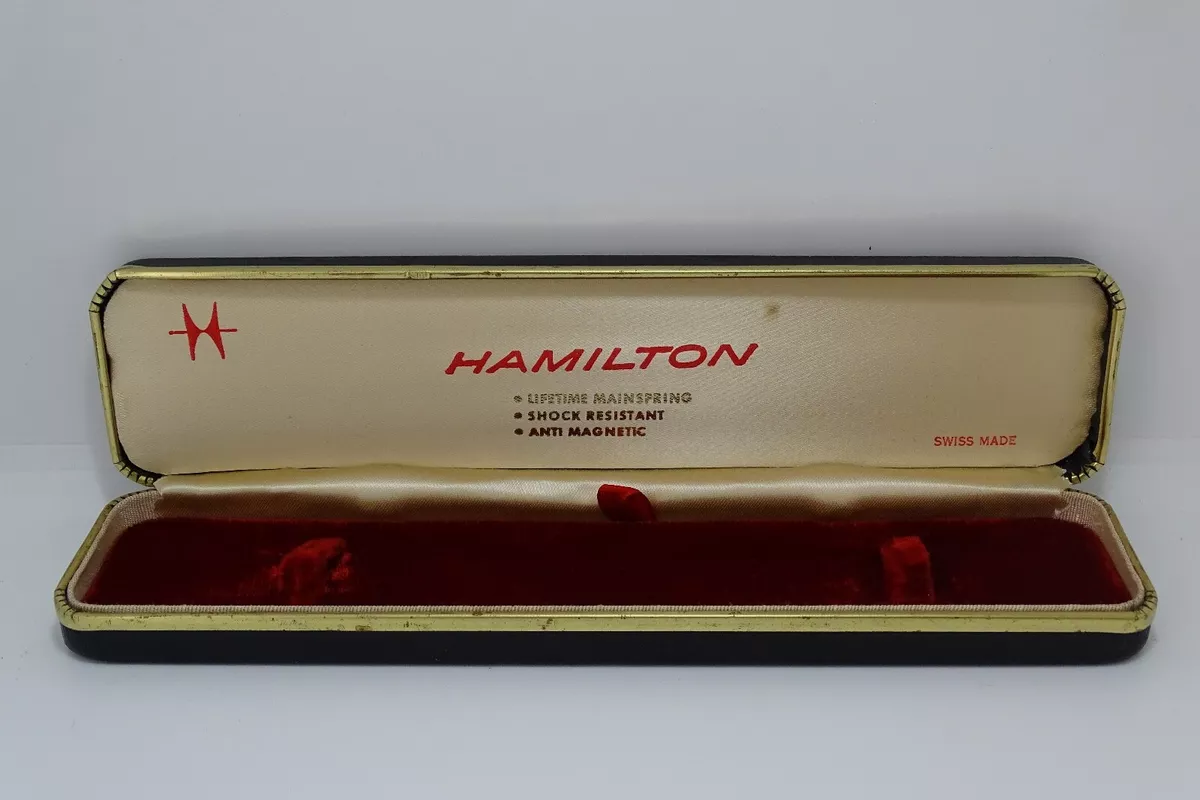 HAMILTON
• LIFETIME MAINSPRING
• SHOCK RESISTANT
• ANTI MAGNETIC
SWISS MADE